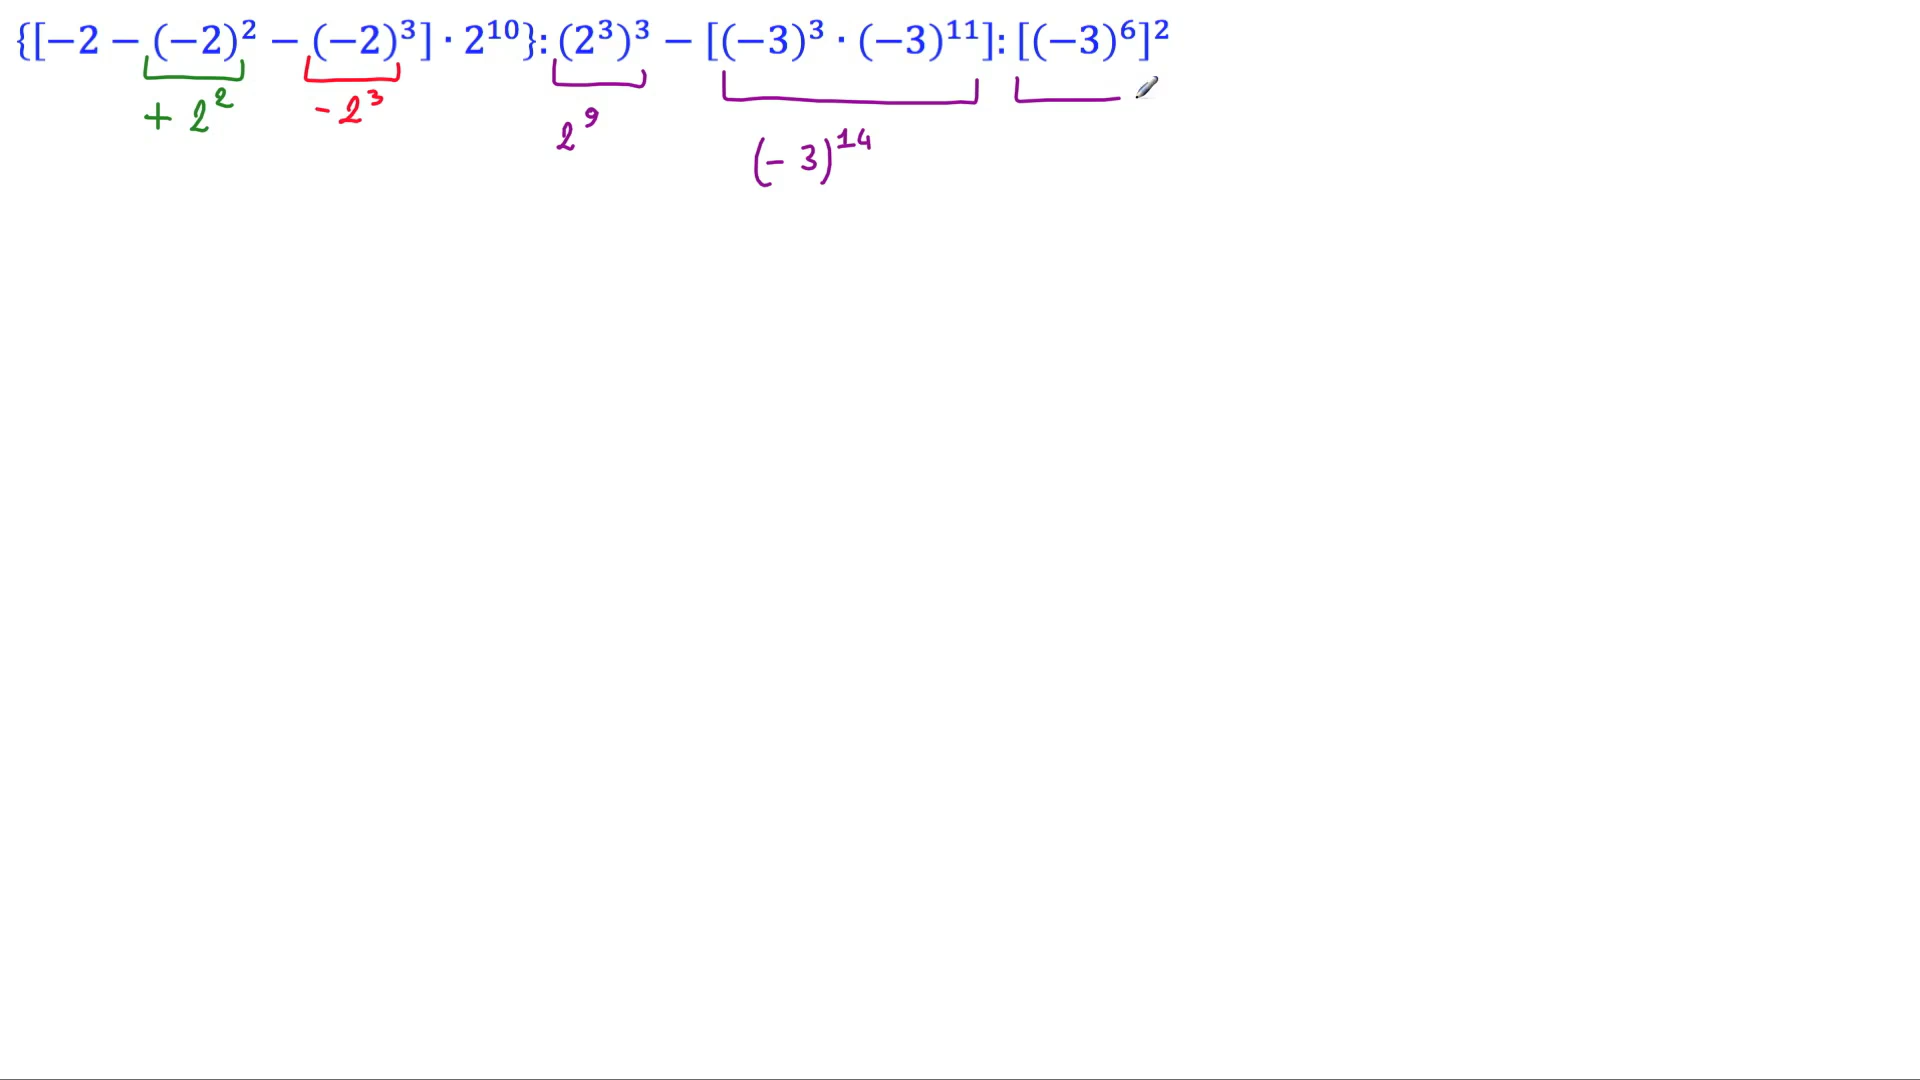 {[−2 − (−2)² − (−2)³] · 2¹⁰}: (2³)³ − [(−3)³ · (−3)¹¹]: [(−3)⁶]²
+ 2² - 2³ 2⁹ (- 3)¹⁴